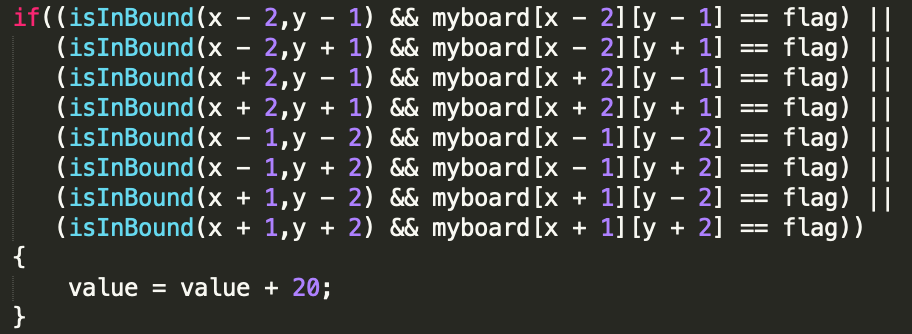 if((isInBound(x - 2,y - 1) && myboard[x - 2][y - 1] == flag) ||
   (isInBound(x - 2,y + 1) && myboard[x - 2][y + 1] == flag) ||
   (isInBound(x + 2,y - 1) && myboard[x + 2][y - 1] == flag) ||
   (isInBound(x + 2,y + 1) && myboard[x + 2][y + 1] == flag) ||
   (isInBound(x - 1,y - 2) && myboard[x - 1][y - 2] == flag) ||
   (isInBound(x - 1,y + 2) && myboard[x - 1][y + 2] == flag) ||
   (isInBound(x + 1,y - 2) && myboard[x + 1][y - 2] == flag) ||
   (isInBound(x + 1,y + 2) && myboard[x + 1][y + 2] == flag))
{
    value = value + 20;
}